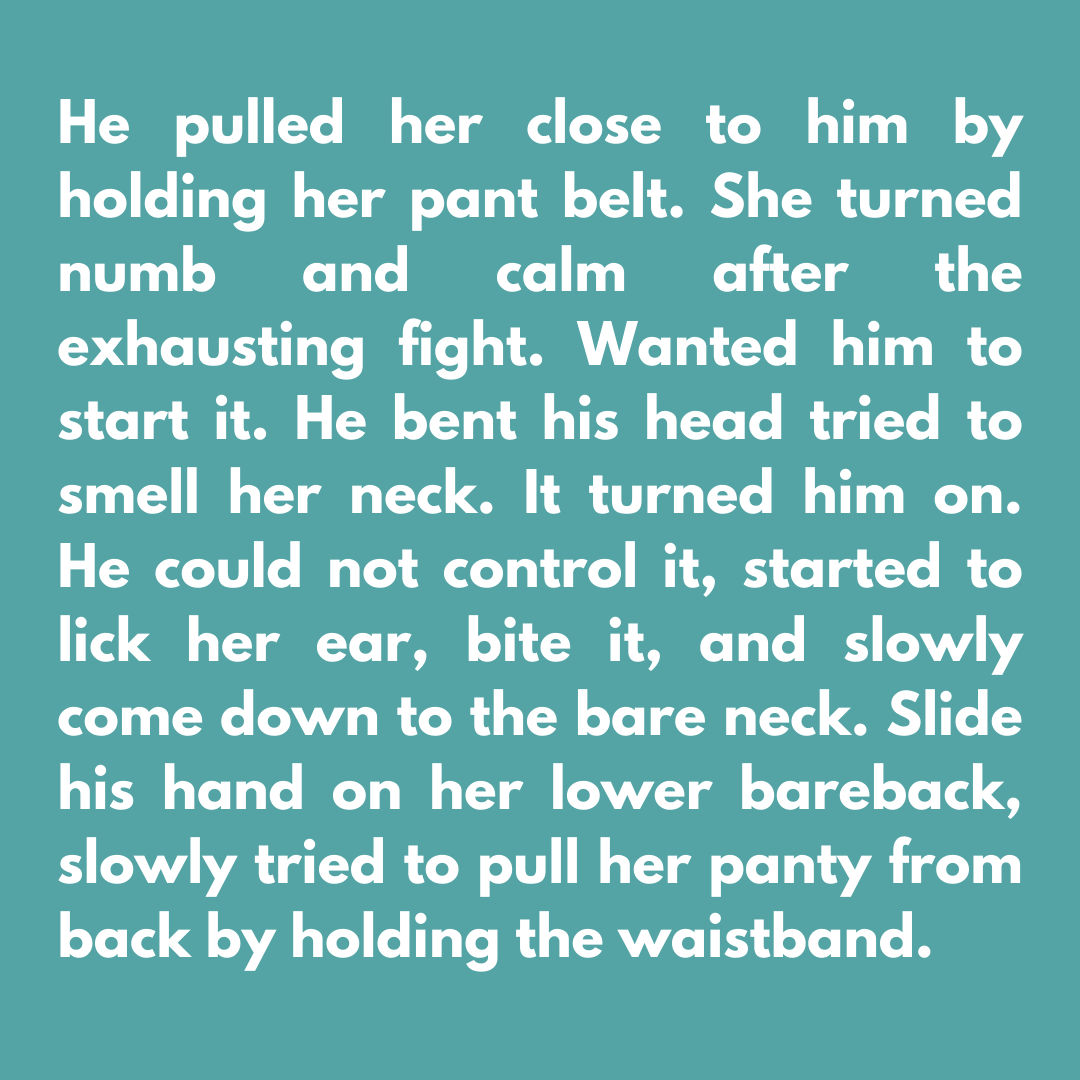 He pulled her close to him by
holding her pant belt. She turned
numb and calm after the
exhausting fight. Wanted him to
start it. He bent his head tried to
smell her neck. It turned him on.
He could not control it, started to
lick her ear, bite it, and slowly
come down to the bare neck. Slide
his hand on her lower bareback,
slowly tried to pull her panty from
back by holding the waistband.